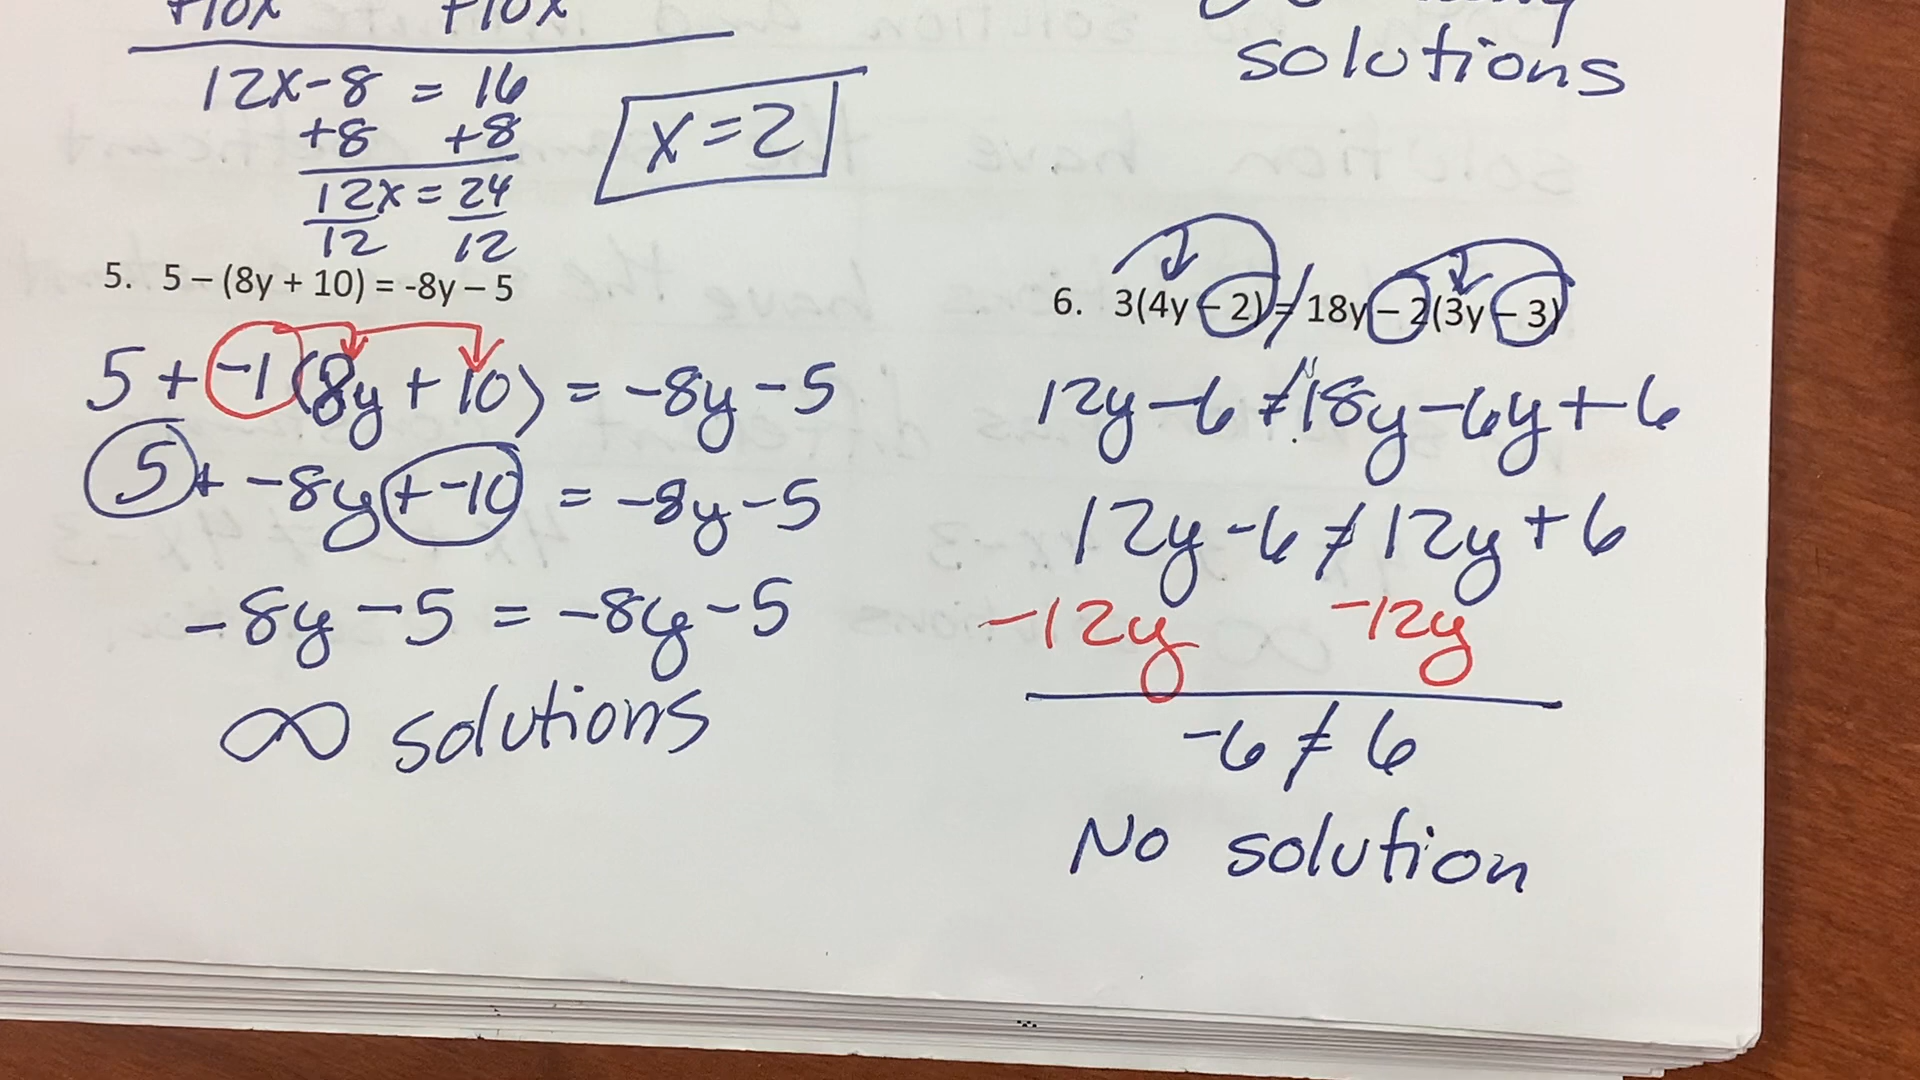 +10x +10x
12x-8 = 16
+8 +8
12x = 24
12 12
x=2
solutions
5. 5 – (8y + 10) = -8y – 5
5 + -1(8y + 10) = -8y - 5
5 + -8y + -10 = -8y - 5
-8y - 5 = -8y - 5
∞ solutions
6. 3(4y – 2) ≠ 18y – 2(3y – 3)
12y - 6 ≠ 18y - 6y + 6
12y - 6 ≠ 12y + 6
-12y -12y
-6 ≠ 6
No solution